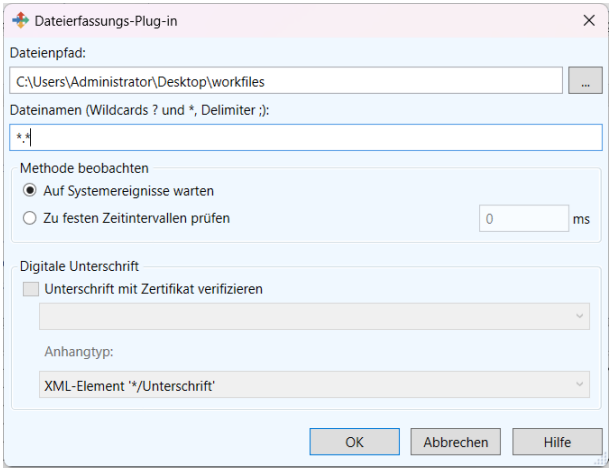 Dateierfassungs-Plug-in
Dateienpfad:
C:\Users\Administrator\Desktop\workfiles
...
Dateinamen (Wildcards ? und *, Delimiter ;):
*.*
Methode beobachten
Auf Systemereignisse warten
Zu festen Zeitintervallen prüfen
0 ms
Digitale Unterschrift
Unterschrift mit Zertifikat verifizieren
Anhangtyp:
XML-Element '*/Unterschrift'
OK Abbrechen Hilfe